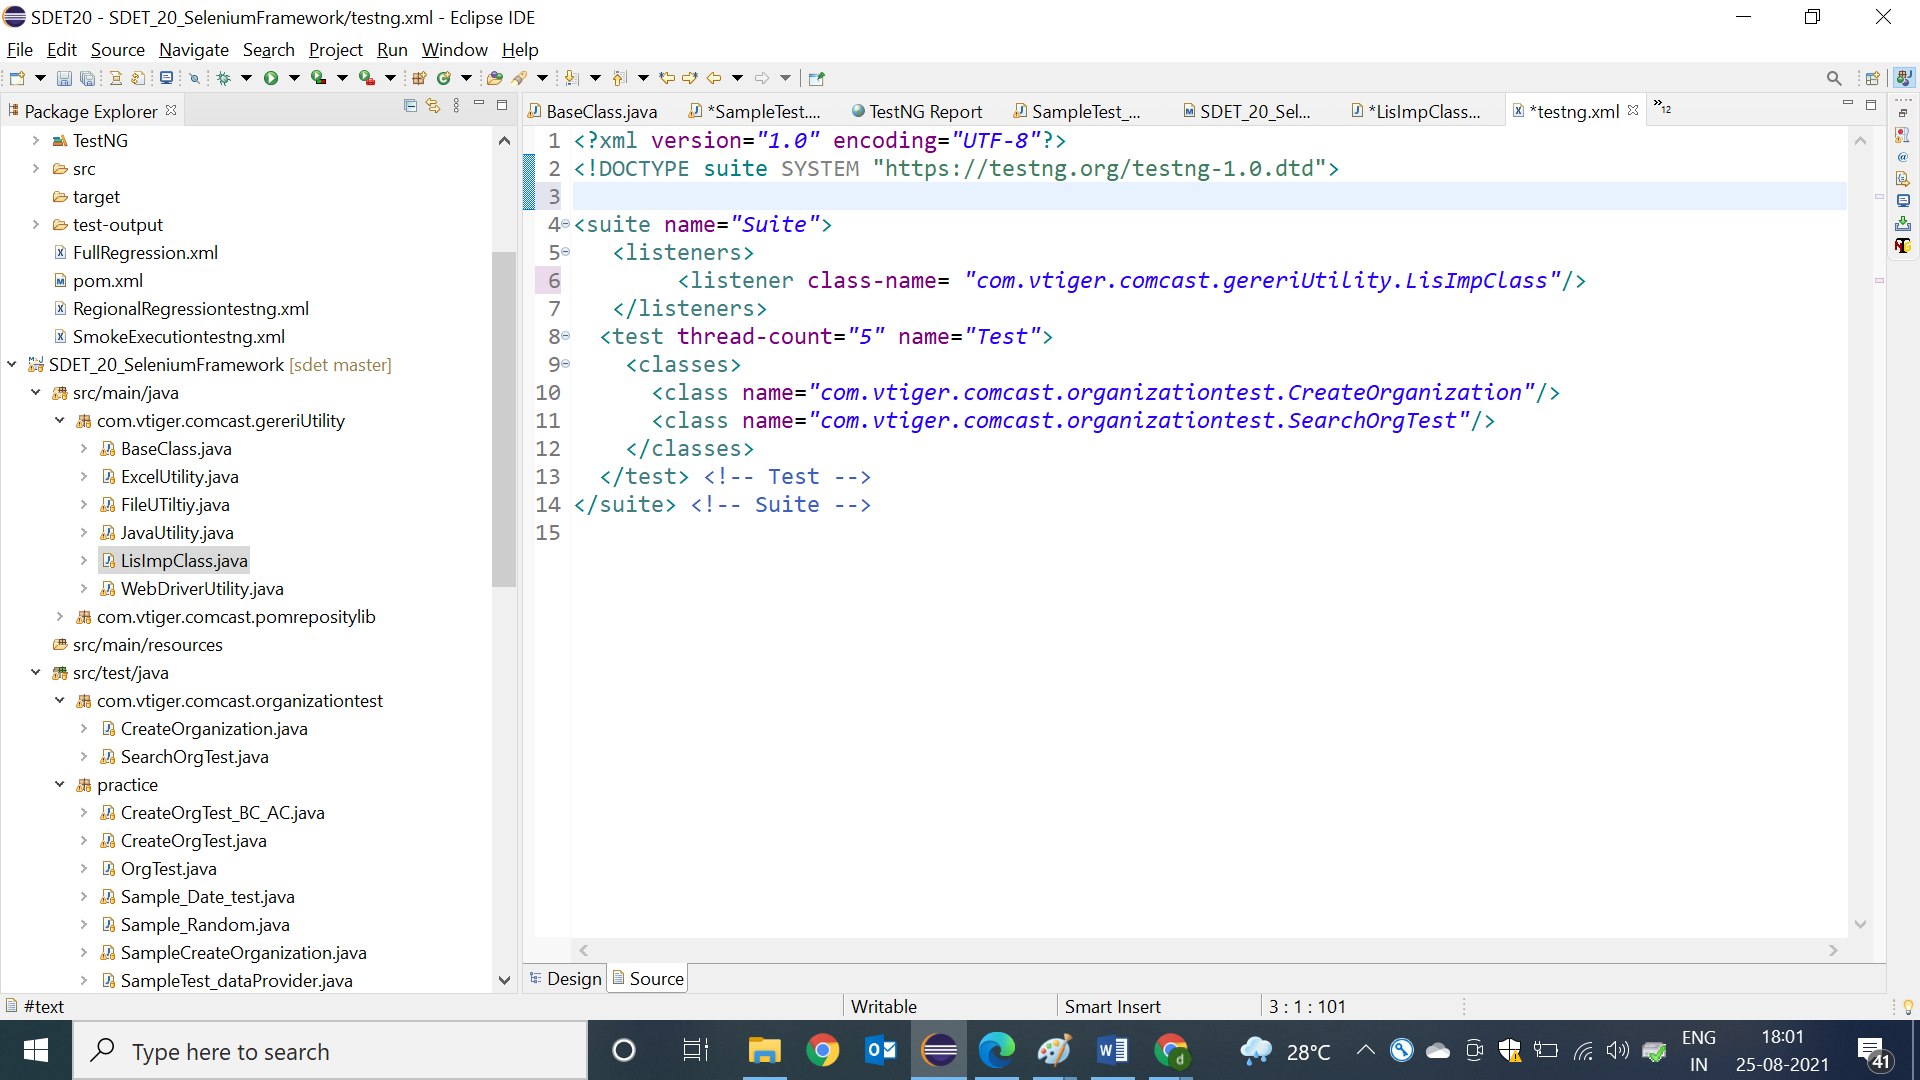 SDET20 - SDET_20_SeleniumFramework/testng.xml - Eclipse IDE
File Edit Source Navigate Search Project Run Window Help
Package Explorer
TestNG
src
target
test-output
FullRegression.xml
pom.xml
RegionalRegressiontestng.xml
SmokeExecutiontestng.xml
SDET_20_SeleniumFramework [sdet master]
src/main/java
com.vtiger.comcast.gereriUtility
BaseClass.java
ExcelUtility.java
FileUTiltiy.java
JavaUtility.java
LisImpClass.java
WebDriverUtility.java
com.vtiger.comcast.pomrepositylib
src/main/resources
src/test/java
com.vtiger.comcast.organizationtest
CreateOrganization.java
SearchOrgTest.java
practice
CreateOrgTest_BC_AC.java
CreateOrgTest.java
OrgTest.java
Sample_Date_test.java
Sample_Random.java
SampleCreateOrganization.java
SampleTest_dataProvider.java
BaseClass.java *SampleTest.... TestNG Report SampleTest_... SDET_20_Sel... *LisImpClass... *testng.xml »12
1 <?xml version="1.0" encoding="UTF-8"?>
2 <!DOCTYPE suite SYSTEM "https://testng.org/testng-1.0.dtd">
3
4 <suite name="Suite">
5 <listeners>
6 <listener class-name= "com.vtiger.comcast.gereriUtility.LisImpClass"/>
7 </listeners>
8 <test thread-count="5" name="Test">
9 <classes>
10 <class name="com.vtiger.comcast.organizationtest.CreateOrganization"/>
11 <class name="com.vtiger.comcast.organizationtest.SearchOrgTest"/>
12 </classes>
13 </test> <!-- Test -->
14 </suite> <!-- Suite -->
15
Design Source
#text Writable Smart Insert 3 : 1 : 101
Type here to search
28°C
ENG
IN
18:01
25-08-2021
41